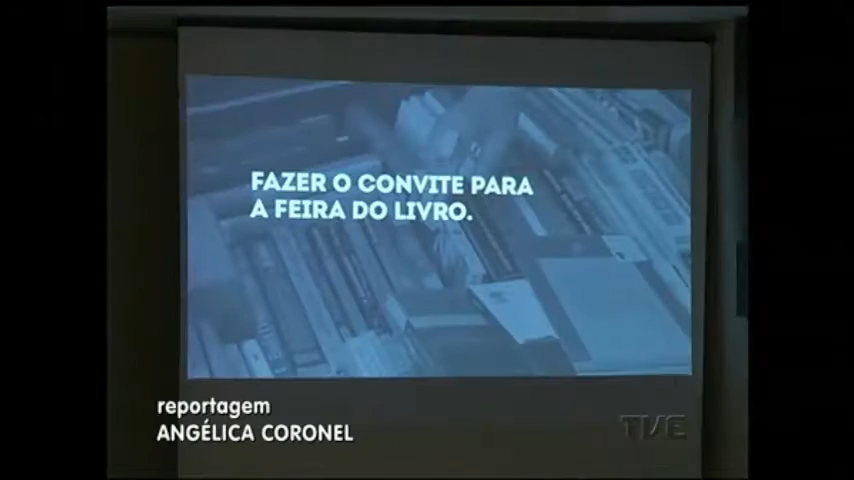 FAZER O CONVITE PARA
A FEIRA DO LIVRO.
reportagem
ANGÉLICA CORONEL
TVE